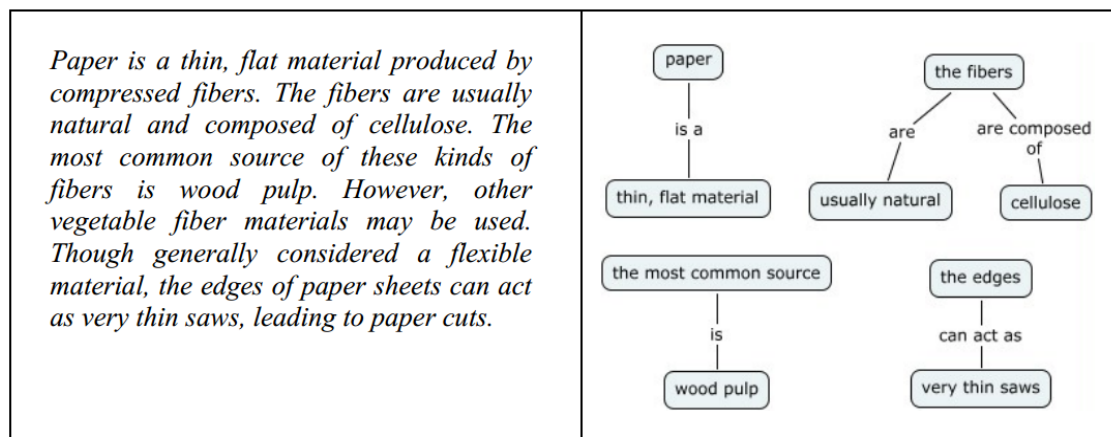 Paper is a thin, flat material produced by
compressed fibers. The fibers are usually
natural and composed of cellulose. The
most common source of these kinds of
fibers is wood pulp. However, other
vegetable fiber materials may be used.
Though generally considered a flexible
material, the edges of paper sheets can act
as very thin saws, leading to paper cuts.
paper
is a
thin, flat material
the fibers
are
are composed
of
usually natural
cellulose
the most common source
is
wood pulp
the edges
can act as
very thin saws